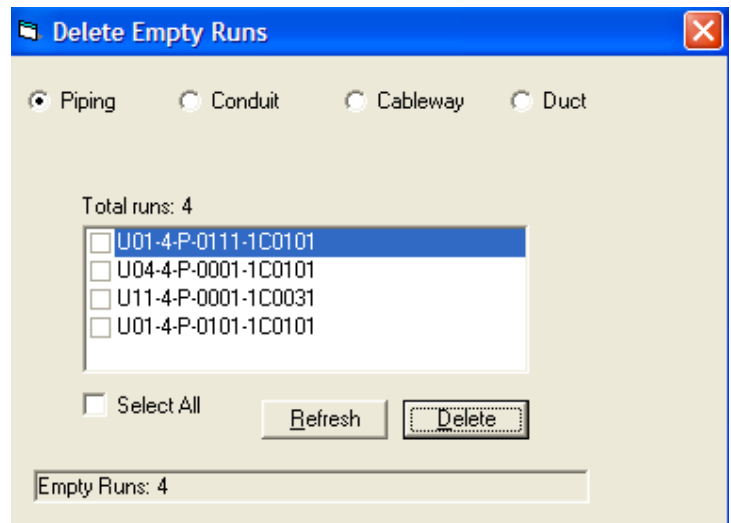 Delete Empty Runs
Piping Conduit Cableway Duct
Total runs: 4
U01-4-P-0111-1C0101
U04-4-P-0001-1C0101
U11-4-P-0001-1C0031
U01-4-P-0101-1C0101
Select All Refresh Delete
Empty Runs: 4